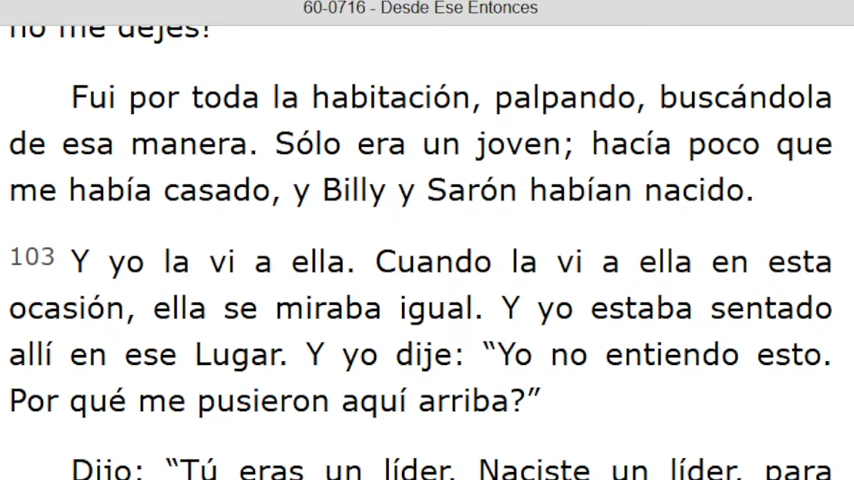 60-0716 - Desde Ese Entonces
no me dejes!
Fui por toda la habitación, palpando, buscándola
de esa manera. Sólo era un joven; hacía poco que
me había casado, y Billy y Sarón habían nacido.
103 Y yo la vi a ella. Cuando la vi a ella en esta
ocasión, ella se miraba igual. Y yo estaba sentado
allí en ese Lugar. Y yo dije: “Yo no entiendo esto.
Por qué me pusieron aquí arriba?”
Dijo: “Tú eras un líder. Naciste un líder, para